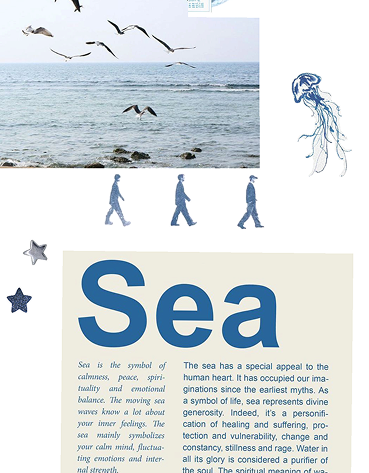 Sea
Sea is the symbol of
calmness, peace, spiri-
tuality and emotional
balance. The moving sea
waves know a lot about
your inner feelings. The
sea mainly symbolizes
your calm mind, fluctuat-
ing emotions and inter-
nal strength.
The sea has a special appeal to the
human heart. It has occupied our ima-
ginations since the earliest myths. As
a symbol of life, sea represents divine
generosity. Indeed, it's a personifi-
cation of healing and suffering, pro-
tection and vulnerability, change and
constancy, stillness and rage. Water in
all its glory is considered a purifier of
the soul. The spiritual meaning of wa-